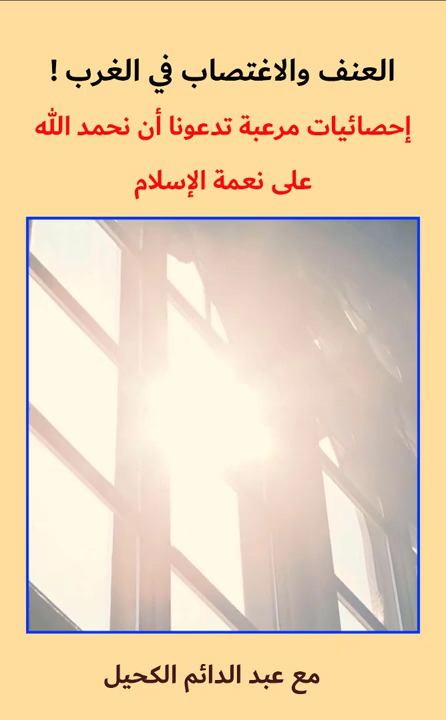 العنف والاغتصاب في الغرب !
إحصائيات مرعبة تدعونا أن نحمد الله
على نعمة الإسلام
مع عبد الدائم الكحيل